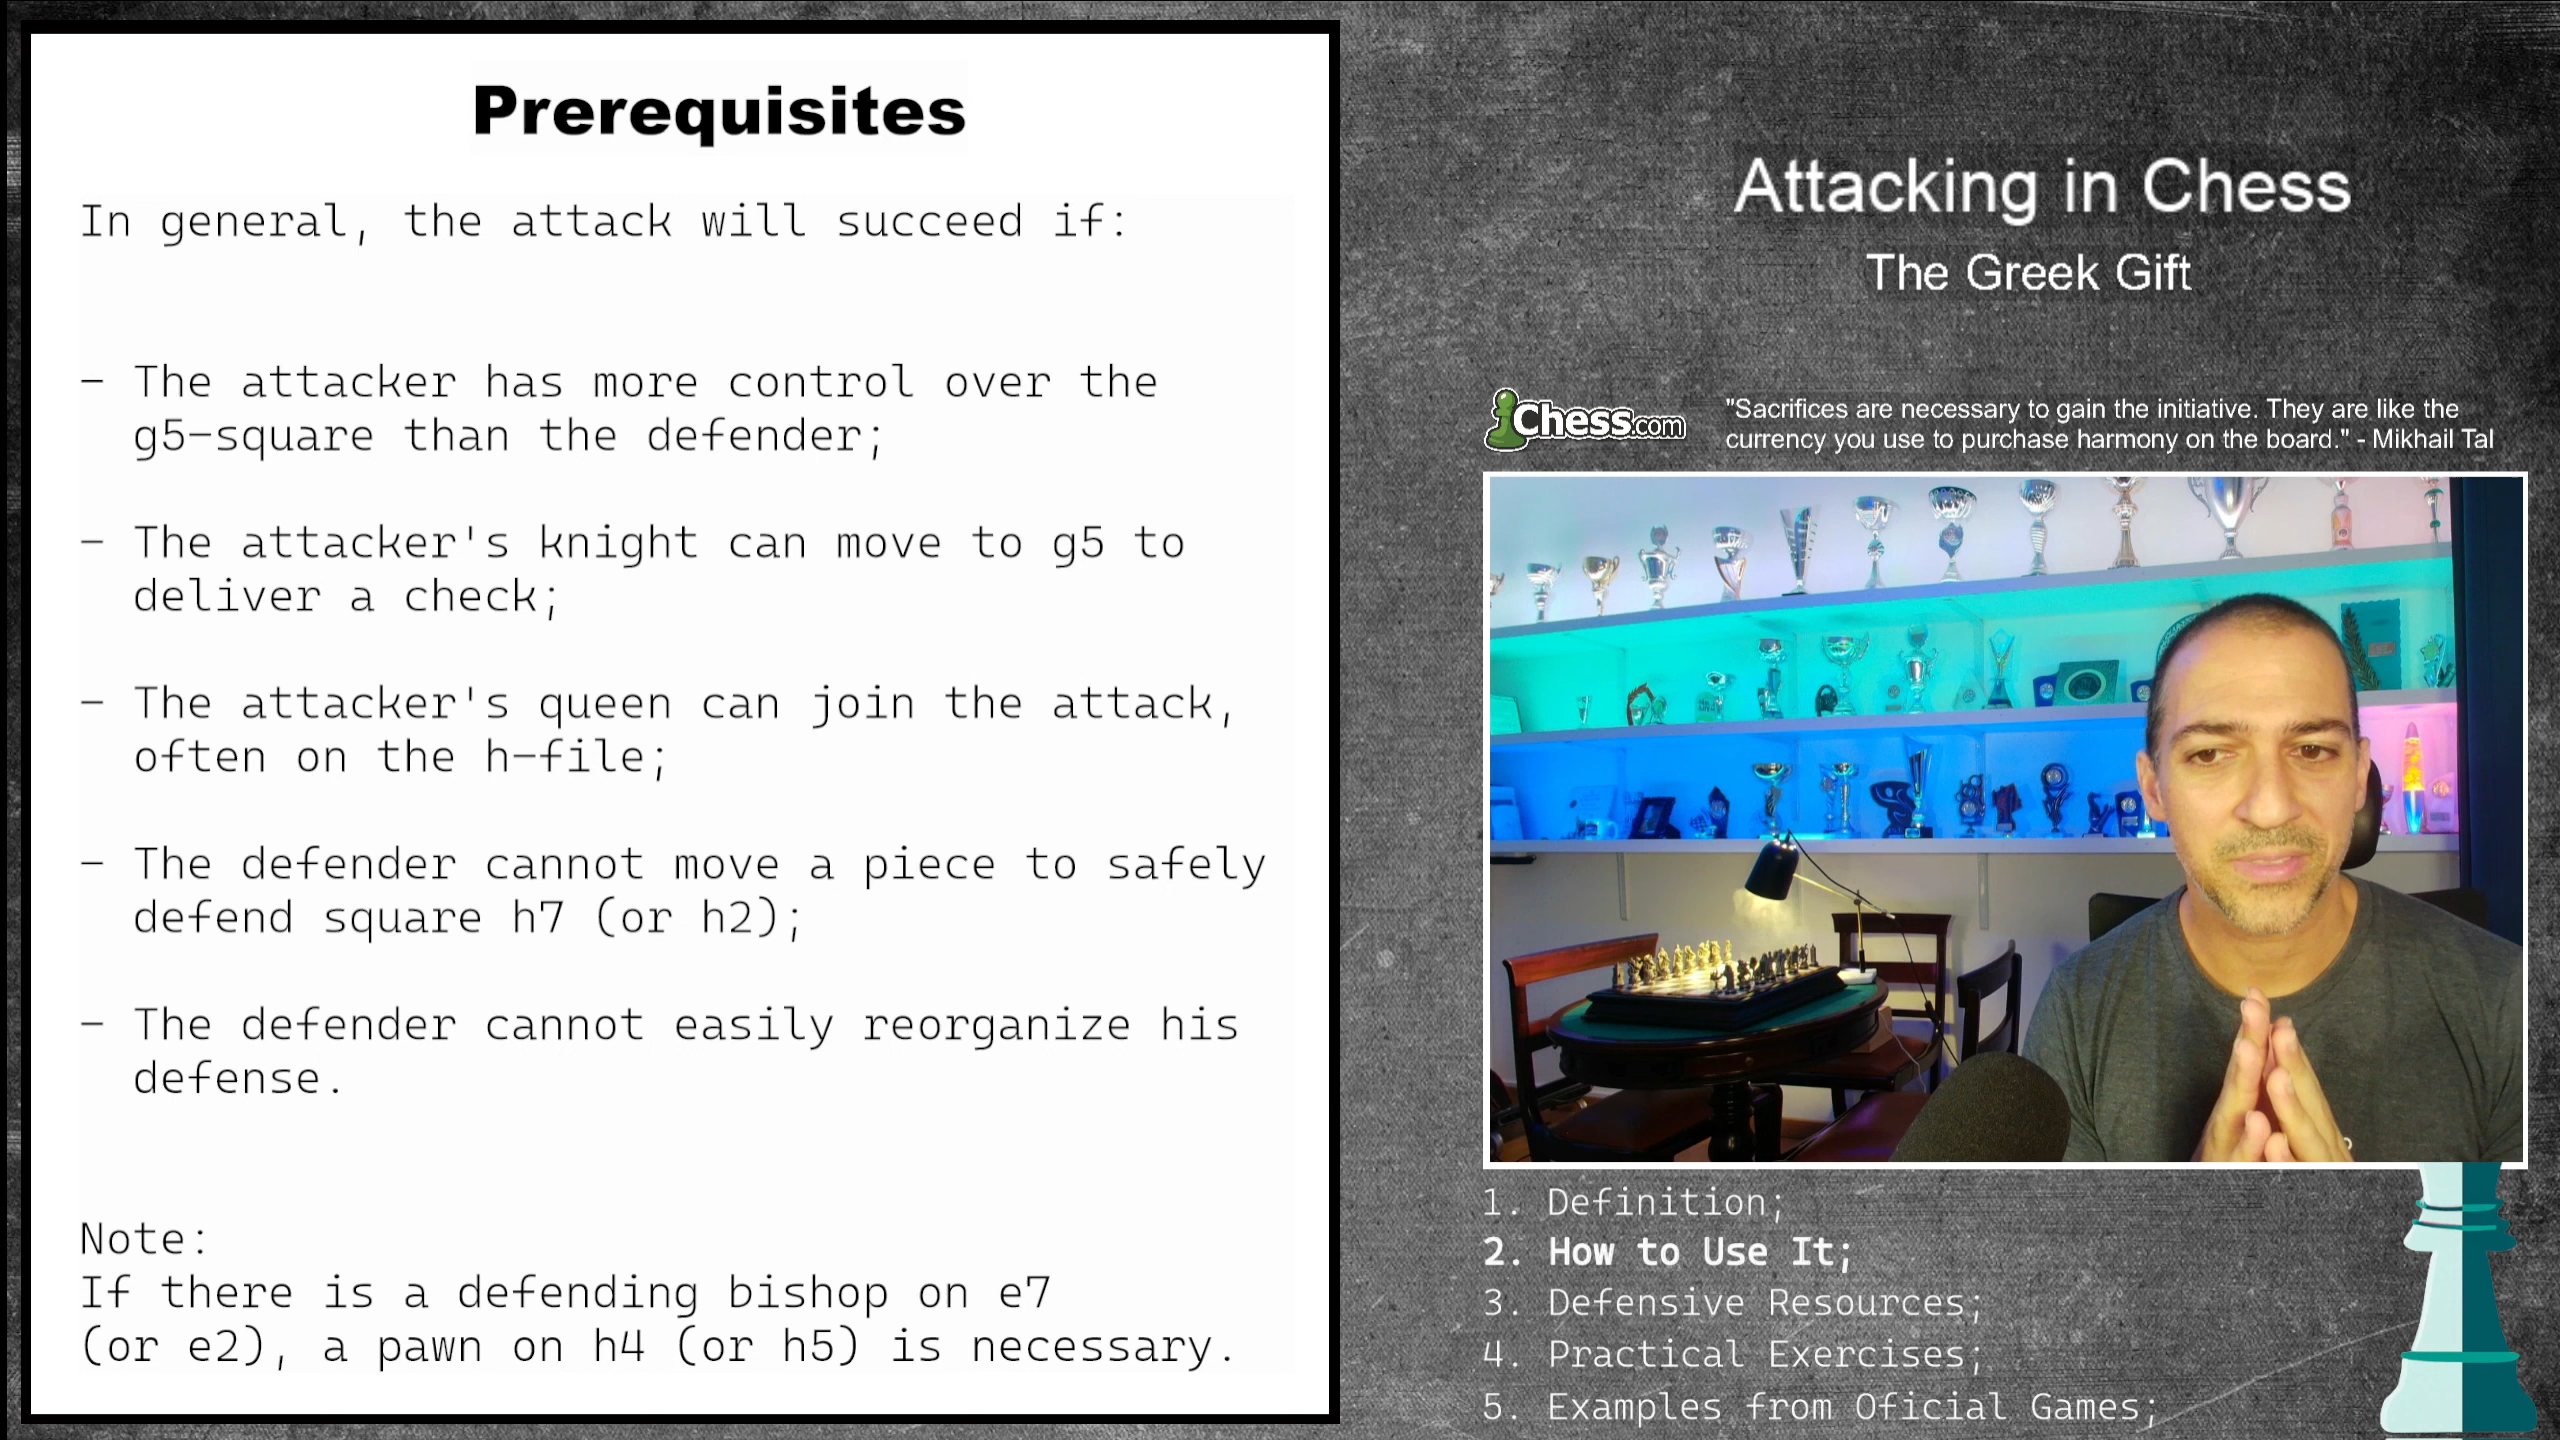 Prerequisites
In general, the attack will succeed if:
– The attacker has more control over the
g5–square than the defender;
– The attacker's knight can move to g5 to
deliver a check;
– The attacker's queen can join the attack,
often on the h–file;
– The defender cannot move a piece to safely
defend square h7 (or h2);
– The defender cannot easily reorganize his
defense.
Note:
If there is a defending bishop on e7
(or e2), a pawn on h4 (or h5) is necessary.
Attacking in Chess
The Greek Gift
Chess.com
"Sacrifices are necessary to gain the initiative. They are like the
currency you use to purchase harmony on the board." - Mikhail Tal
1. Definition;
2. How to Use It;
3. Defensive Resources;
4. Practical Exercises;
5. Examples from Oficial Games;